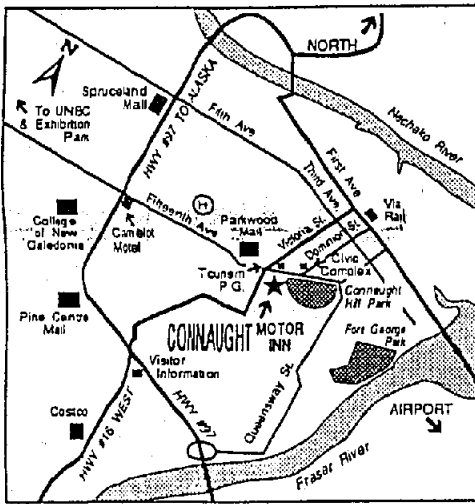 N
NORTH
Spruceland
Mall
To UNBC
& Exhibition
Park
HWY #97 TO ALASKA
Fifth Ave
Nechako River
First Ave
Third Ave
Fifteenth Ave
H
College
of New
Caledonia
Camelot
Motel
Parkwood
Mall
Victoria St.
Dominion St.
Via
Rail
Tourism
P.G.
Civic
Complex
Connaught
Hill Park
Pine Centre
Mall
CONNAUGHT MOTOR
INN
Fort George
Park
Visitor
Information
Queensway St.
Costco
HWY #16 WEST
HWY #97
AIRPORT
Fraser River